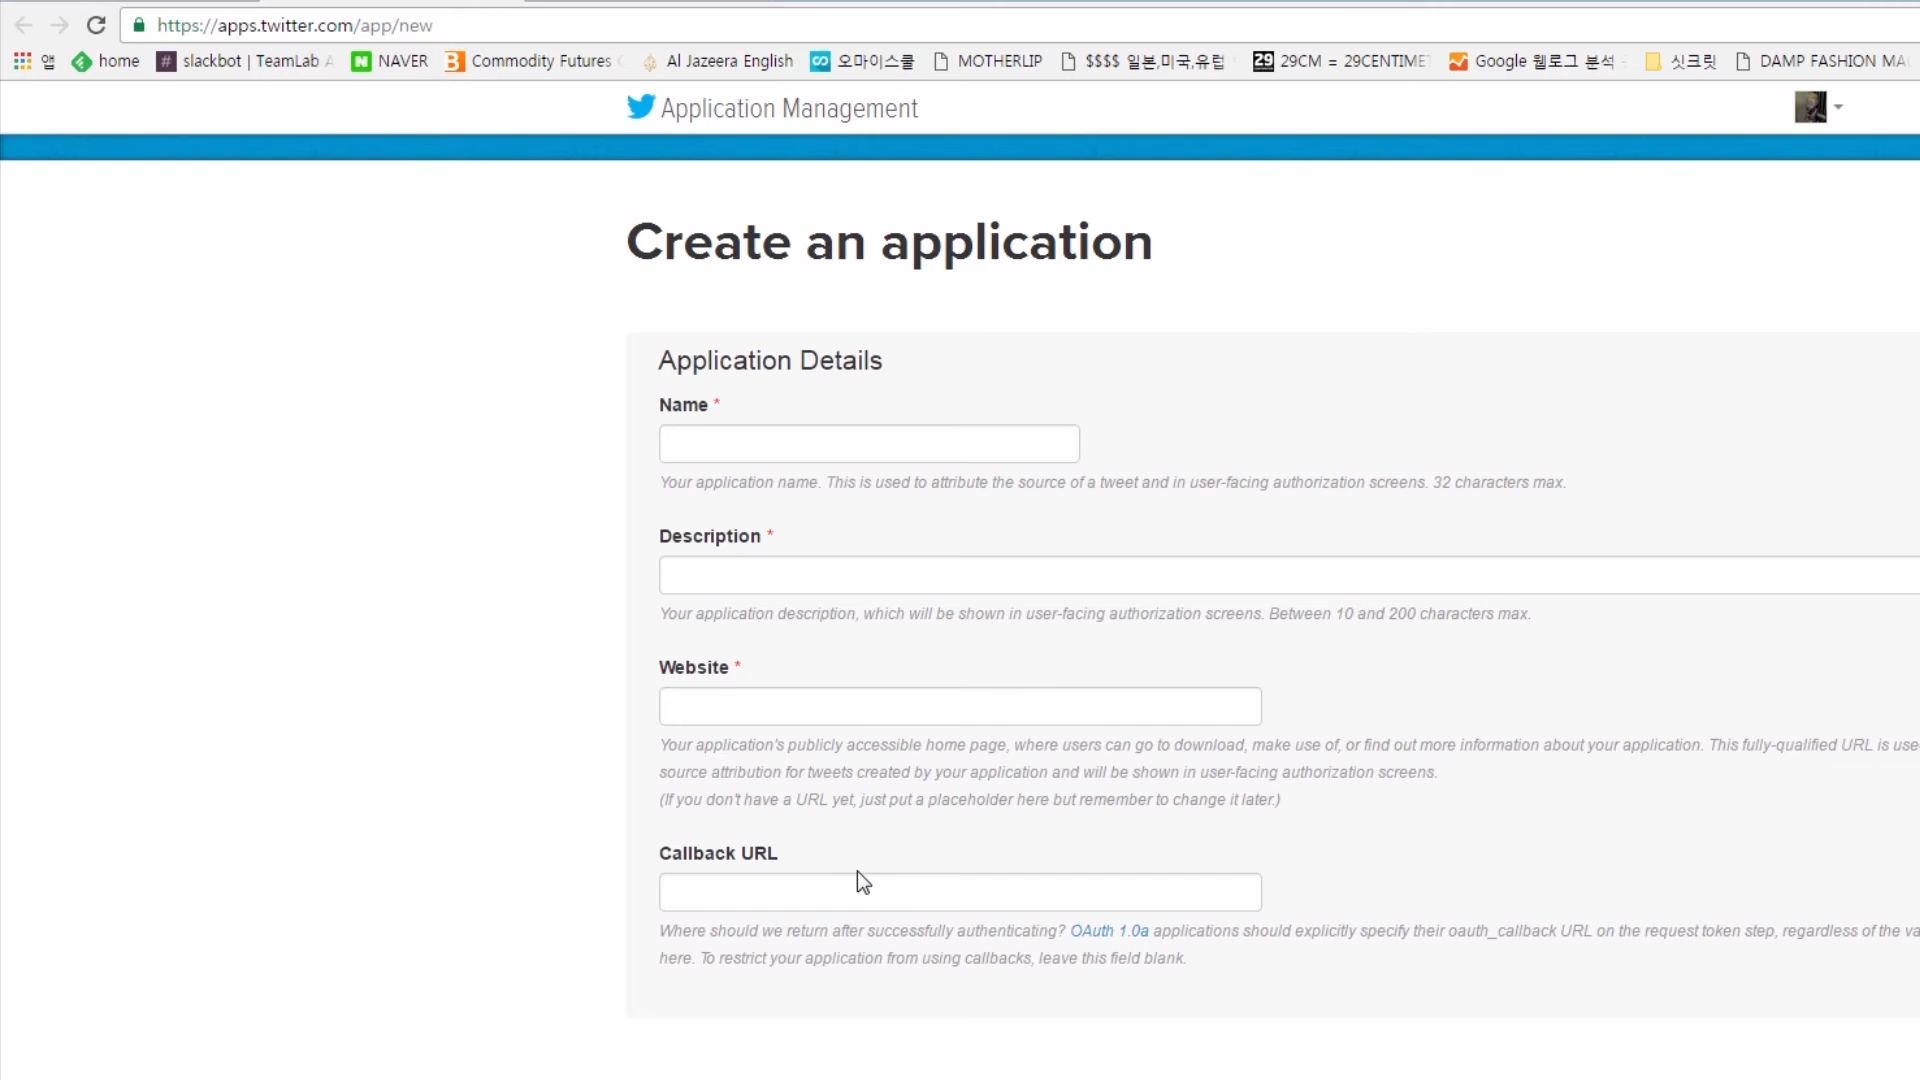 https://apps.twitter.com/app/new
앱 home # slackbot | TeamLab N NAVER B Commodity Futures Al Jazeera English 오마이스쿨 MOTHERLIP $$$$ 일본,미국,유럽 29 29CM = 29CENTIME Google 웹로그 분석 싯크릿 DAMP FASHION MA
Application Management
Create an application
Application Details
Name *
Your application name. This is used to attribute the source of a tweet and in user-facing authorization screens. 32 characters max.
Description *
Your application description, which will be shown in user-facing authorization screens. Between 10 and 200 characters max.
Website *
Your application's publicly accessible home page, where users can go to download, make use of, or find out more information about your application. This fully-qualified URL is use
source attribution for tweets created by your application and will be shown in user-facing authorization screens.
(If you don't have a URL yet, just put a placeholder here but remember to change it later.)
Callback URL
Where should we return after successfully authenticating? OAuth 1.0a applications should explicitly specify their oauth_callback URL on the request token step, regardless of the va
here. To restrict your application from using callbacks, leave this field blank.